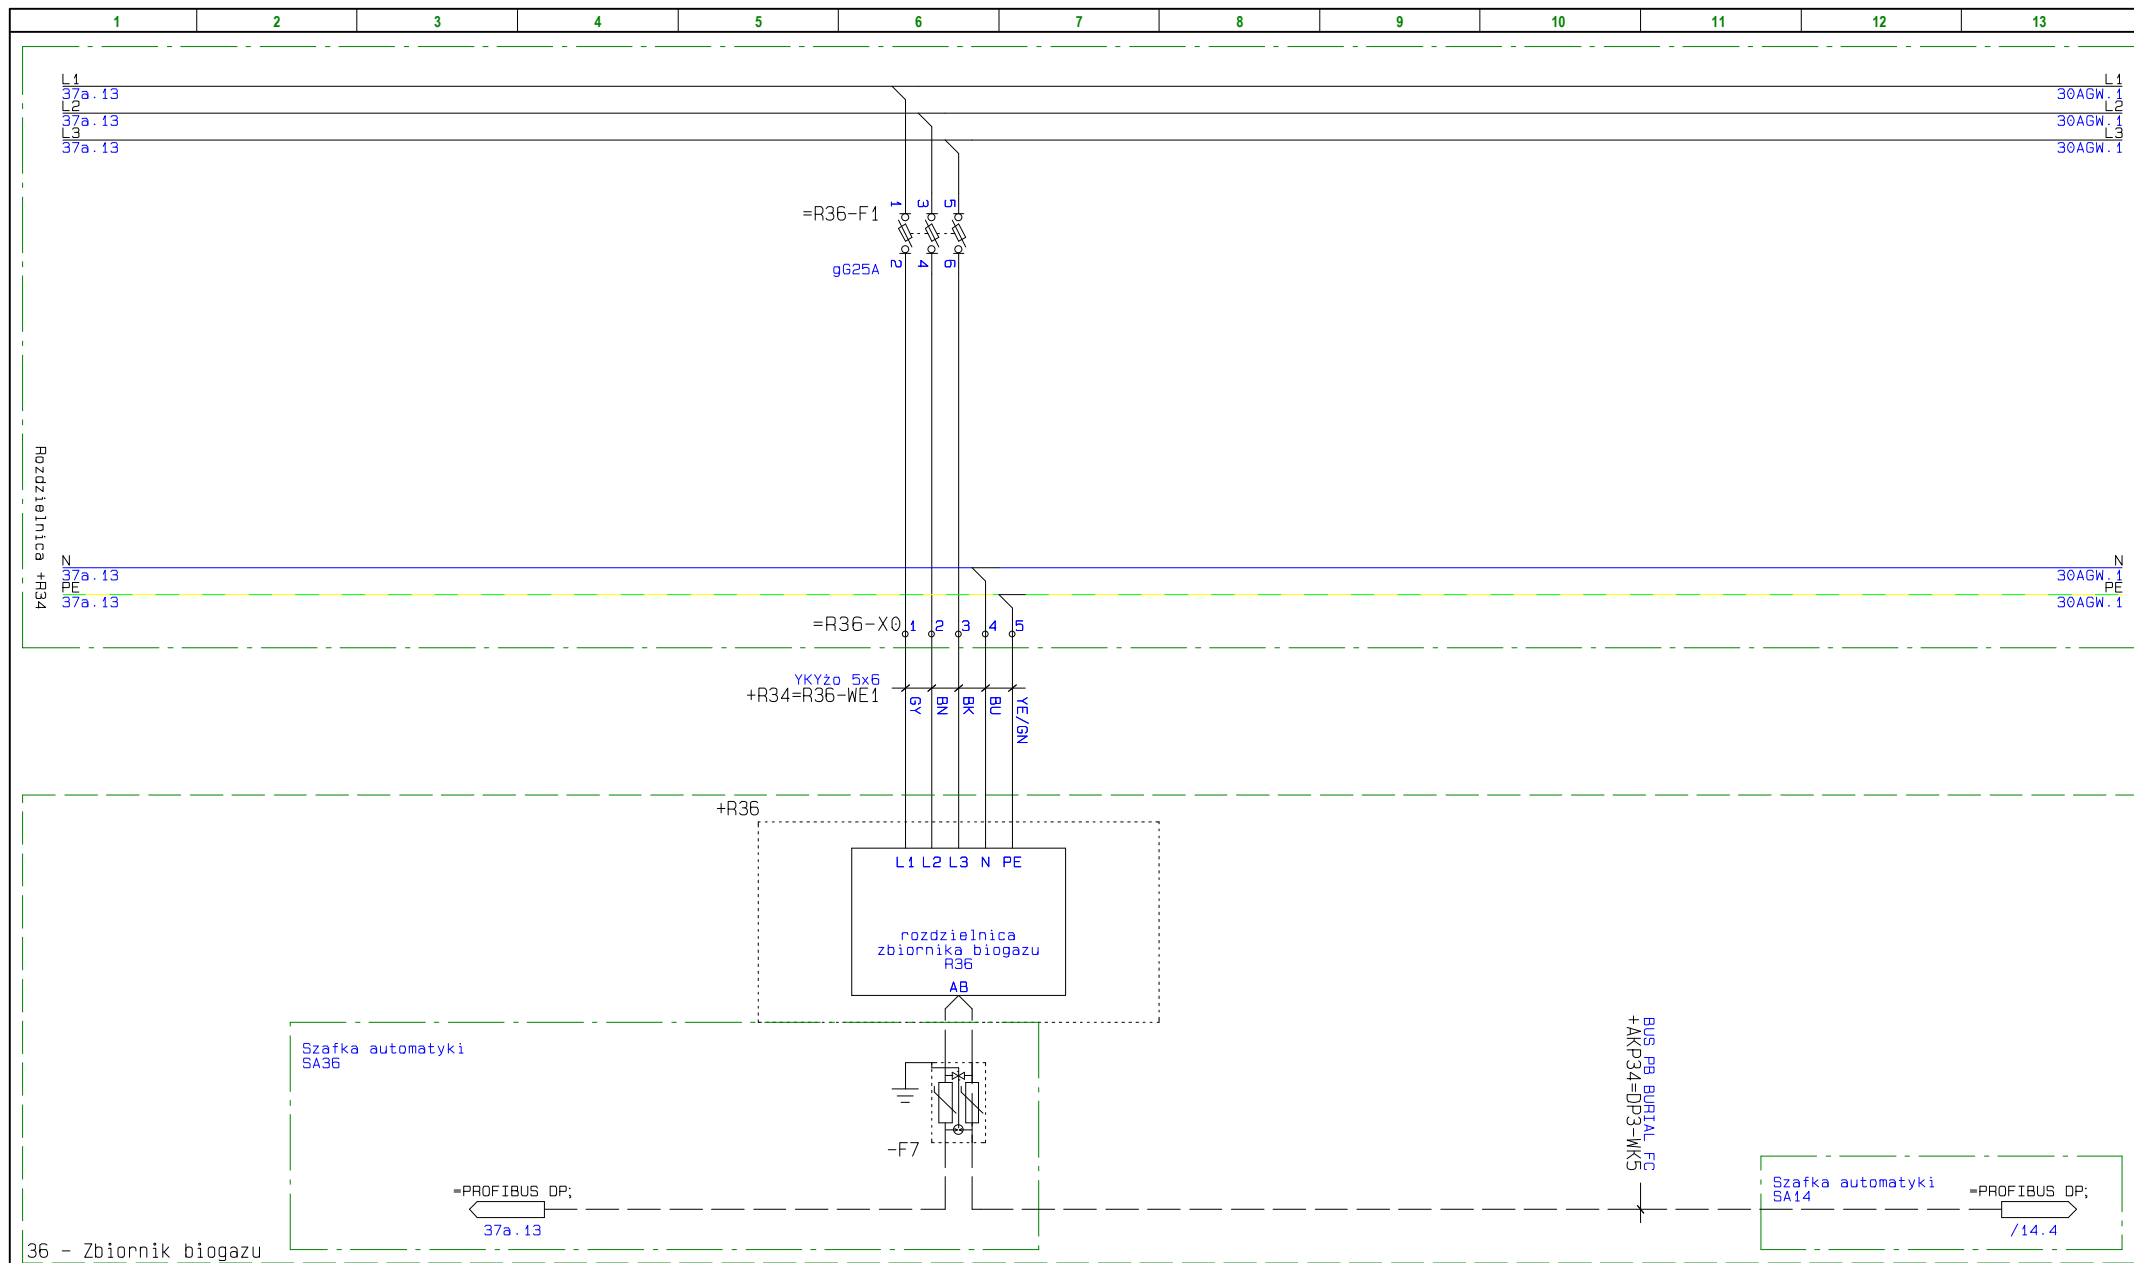 1 2 3 4 5 6 7 8 9 10 11 12 13
L1 L1
37a.13 30AGW.1
L2 L2
37a.13 30AGW.1
L3 L3
37a.13 30AGW.1
1 3 5
=R36-F1
gG25A
2 4 6
Rozdzielnica +R34
N N
37a.13 30AGW.1
PE PE
37a.13 30AGW.1
=R36-X0 1 2 3 4 5
YKYżo 5x6
+R34=R36-WE1
GY BN BK BU YE/GN
+R36
L1 L2 L3 N PE
rozdzielnica
zbiornika biogazu
R36
AB
Szafka automatyki
SA36
-F7
BUS PB BURIAL FC
+AKP34=DP3-WK5
Szafka automatyki
SA14
=PROFIBUS DP; =PROFIBUS DP;
37a.13 /14.4
36 - Zbiornik biogazu